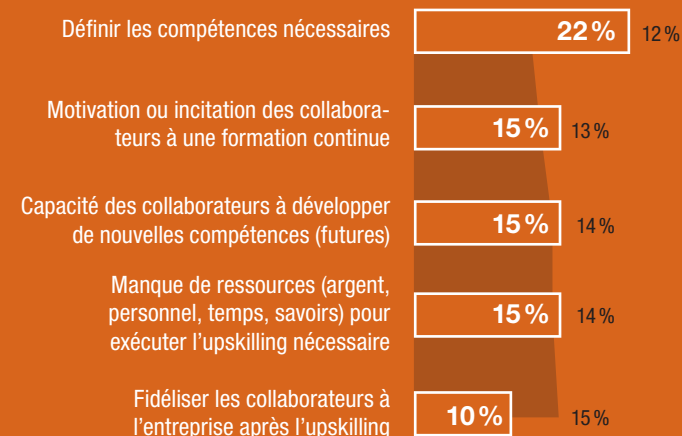 Définir les compétences nécessaires
22 % 12 %
Motivation ou incitation des collabora-
teurs à une formation continue
15 % 13 %
Capacité des collaborateurs à développer
de nouvelles compétences (futures)
15 % 14 %
Manque de ressources (argent,
personnel, temps, savoirs) pour
exécuter l'upskilling nécessaire
15 % 14 %
Fidéliser les collaborateurs à
l'entreprise après l'upskilling
10 % 15 %